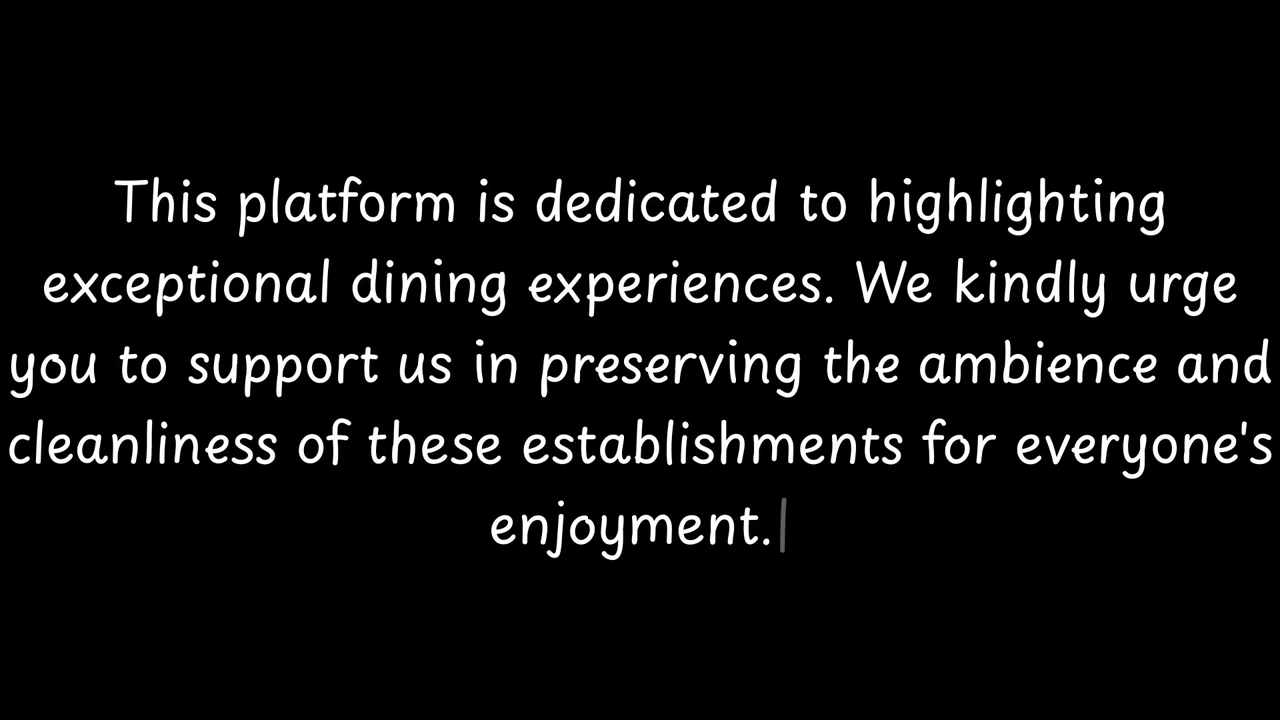 This platform is dedicated to highlighting
exceptional dining experiences. We kindly urge
you to support us in preserving the ambience and
cleanliness of these establishments for everyone's
enjoyment.